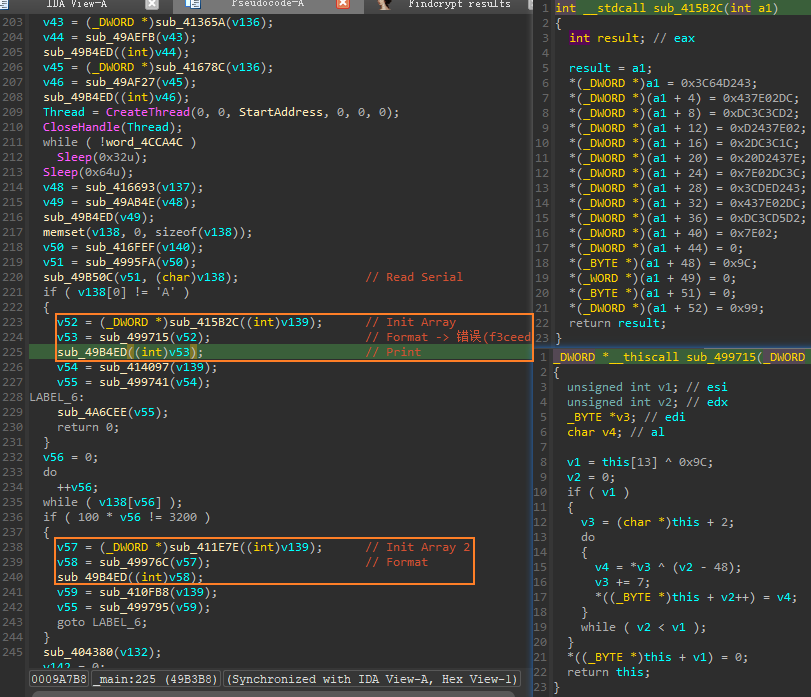 IDA View-A
Pseudocode-A
Findcrypt results
203 v43 = (_DWORD *)sub_41365A(v136);
204 v44 = sub_49AEFB(v43);
205 sub_49B4ED((int)v44);
206 v45 = (_DWORD *)sub_41678C(v136);
207 v46 = sub_49AF27(v45);
208 sub_49B4ED((int)v46);
209 Thread = CreateThread(0, 0, StartAddress, 0, 0, 0);
210 CloseHandle(Thread);
211 while ( !word_4CCA4C )
212 Sleep(0x32u);
213 Sleep(0x64u);
214 v48 = sub_416693(v137);
215 v49 = sub_49AB4E(v48);
216 sub_49B4ED(v49);
217 memset(v138, 0, sizeof(v138));
218 v50 = sub_416FEF(v140);
219 v51 = sub_4995FA(v50);
220 sub_49B50C(v51, (char)v138); // Read Serial
221 if ( v138[0] != 'A' )
222 {
223 v52 = (_DWORD *)sub_415B2C((int)v139); // Init Array
224 v53 = sub_499715(v52); // Format -> 错误(f3ceed
225 sub_49B4ED((int)v53); // Print
226 v54 = sub_414097(v139);
227 v55 = sub_499741(v54);
228 LABEL_6:
229 sub_4A6CEE(v55);
230 return 0;
231 }
232 v56 = 0;
233 do
234 ++v56;
235 while ( v138[v56] );
236 if ( 100 * v56 != 3200 )
237 {
238 v57 = (_DWORD *)sub_411E7E((int)v139); // Init Array 2
239 v58 = sub_49976C(v57); // Format
240 sub_49B4ED((int)v58);
241 v59 = sub_410FB8(v139);
242 v55 = sub_499795(v59);
243 goto LABEL_6;
244 }
245 sub_404380(v132);
v142 = 0;
0009A7B8 _main:225 (49B3B8) (Synchronized with IDA View-A, Hex View-1)
1 int __stdcall sub_415B2C(int a1)
2 {
3 int result; // eax
4
5 result = a1;
6 *(_DWORD *)a1 = 0x3C64D243;
7 *(_DWORD *)(a1 + 4) = 0x437E02DC;
8 *(_DWORD *)(a1 + 8) = 0xDC3C3CD2;
9 *(_DWORD *)(a1 + 12) = 0xD2437E02;
10 *(_DWORD *)(a1 + 16) = 0x2DC3C1C;
11 *(_DWORD *)(a1 + 20) = 0x20D2437E;
12 *(_DWORD *)(a1 + 24) = 0x7E02DC3C;
13 *(_DWORD *)(a1 + 28) = 0x3CDED243;
14 *(_DWORD *)(a1 + 32) = 0x437E02DC;
15 *(_DWORD *)(a1 + 36) = 0xDC3CD5D2;
16 *(_DWORD *)(a1 + 40) = 0x7E02;
17 *(_DWORD *)(a1 + 44) = 0;
18 *(_BYTE *)(a1 + 48) = 0x9C;
19 *(_WORD *)(a1 + 49) = 0;
20 *(_BYTE *)(a1 + 51) = 0;
21 *(_DWORD *)(a1 + 52) = 0x99;
22 return result;
23 }
1 _DWORD *__thiscall sub_499715(_DWORD
2 {
3 unsigned int v1; // esi
4 unsigned int v2; // edx
5 _BYTE *v3; // edi
6 char v4; // al
7
8 v1 = this[13] ^ 0x9C;
9 v2 = 0;
10 if ( v1 )
11 {
12 v3 = (char *)this + 2;
13 do
14 {
15 v4 = *v3 ^ (v2 - 48);
16 v3 += 7;
17 *((_BYTE *)this + v2++) = v4;
18 }
19 while ( v2 < v1 );
20 }
21 *((_BYTE *)this + v1) = 0;
22 return this;
23 }